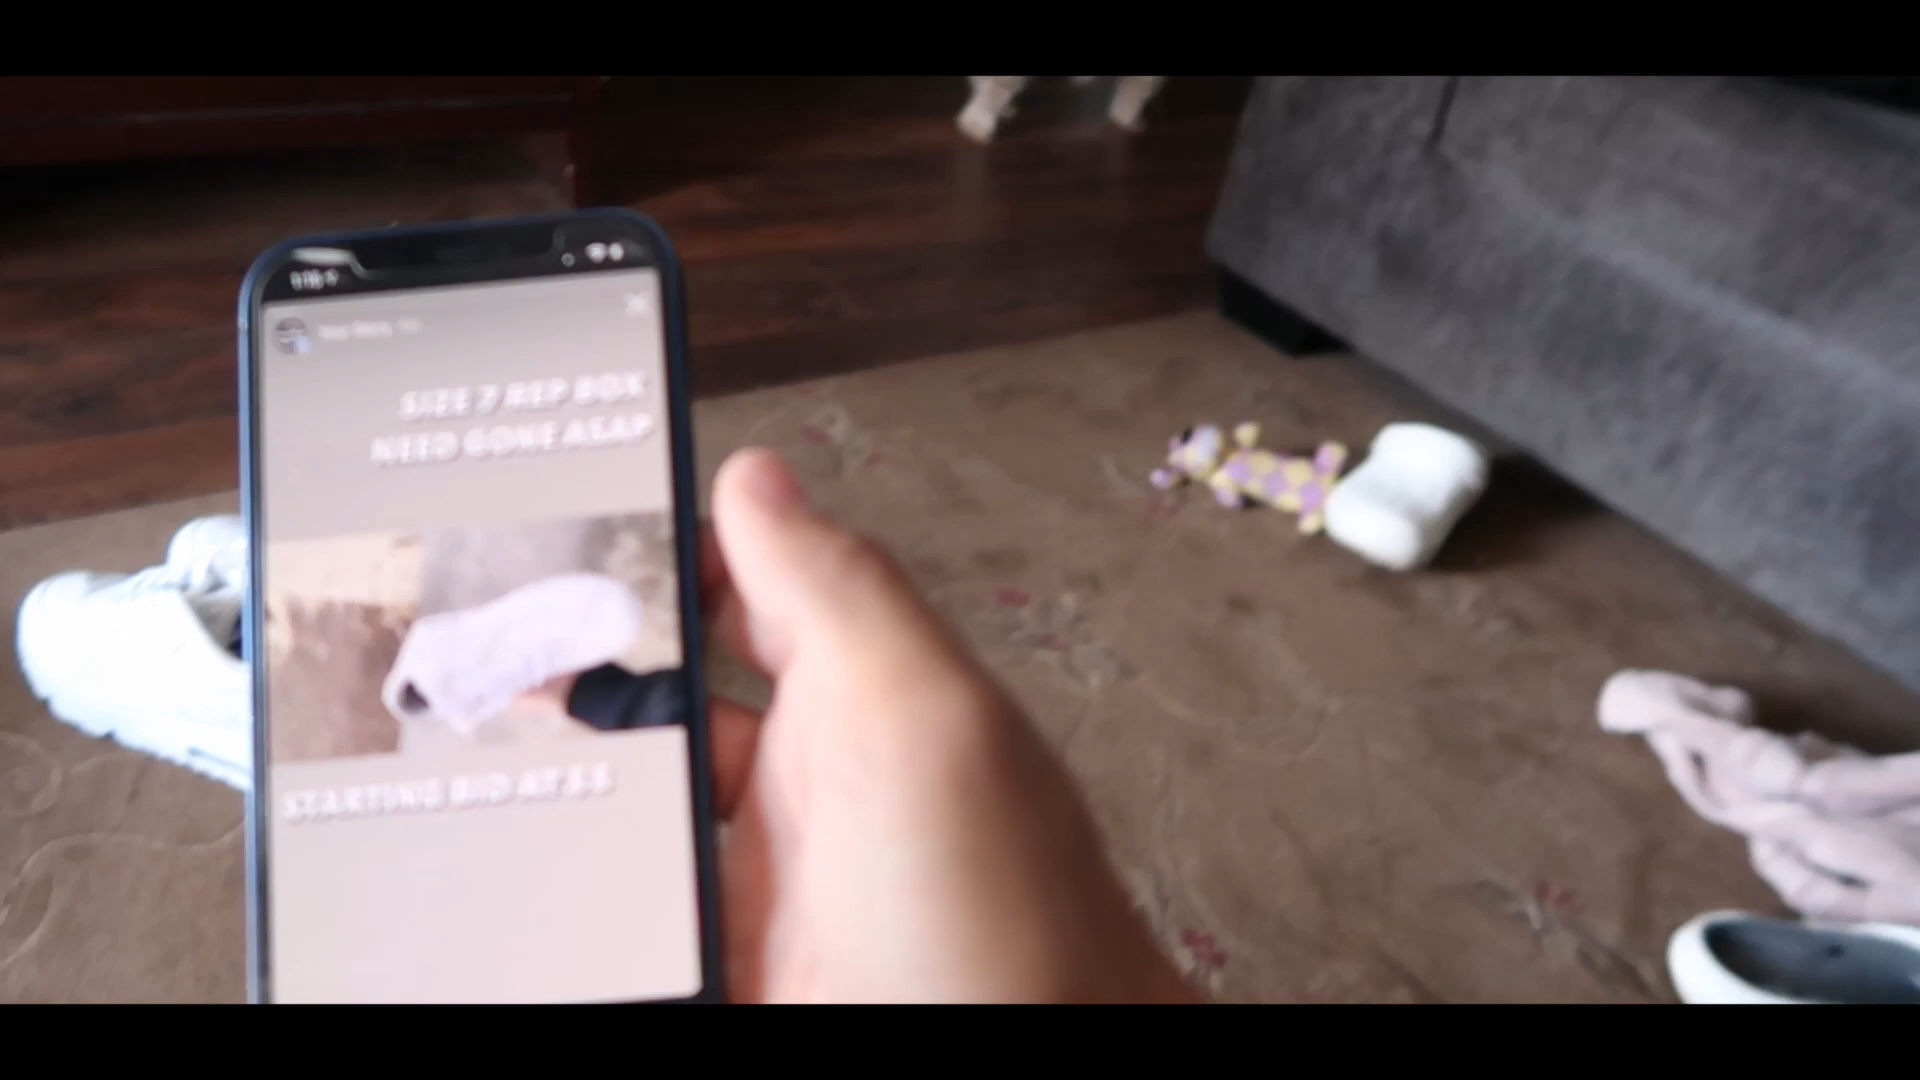 SIZE 7 REP BOX
NEED GONE ASAP
STARTING BID AT